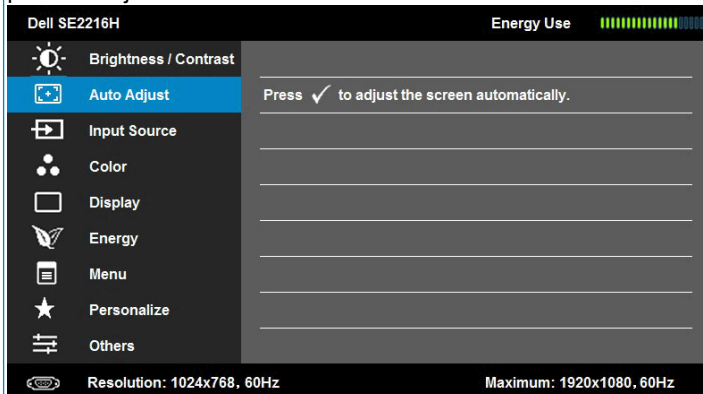 Dell SE2216H Energy Use
Brightness / Contrast
Auto Adjust Press ✓ to adjust the screen automatically.
Input Source
Color
Display
Energy
Menu
Personalize
Others
Resolution: 1024x768, 60Hz Maximum: 1920x1080, 60Hz